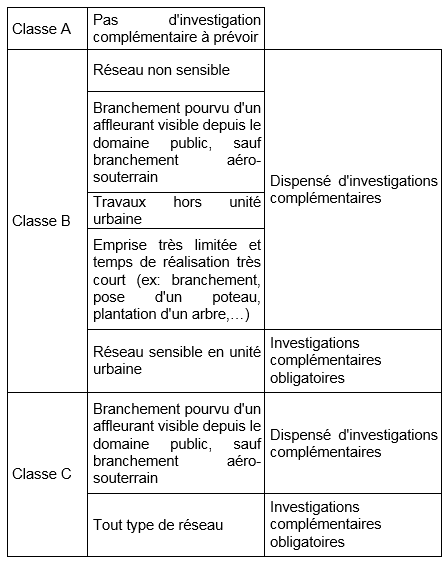 Classe A
Pas d'investigation
complémentaire à prévoir
Classe B
Réseau non sensible
Branchement pourvu d'un
affleurant visible depuis le
domaine public, sauf
branchement aéro-
souterrain
Travaux hors unité
urbaine
Emprise très limitée et
temps de réalisation très
court (ex: branchement,
pose d'un poteau,
plantation d'un arbre,…)
Dispensé d'investigations
complémentaires
Réseau sensible en unité
urbaine
Investigations
complémentaires
obligatoires
Classe C
Branchement pourvu d'un
affleurant visible depuis le
domaine public, sauf
branchement aéro-
souterrain
Dispensé d'investigations
complémentaires
Tout type de réseau
Investigations
complémentaires
obligatoires